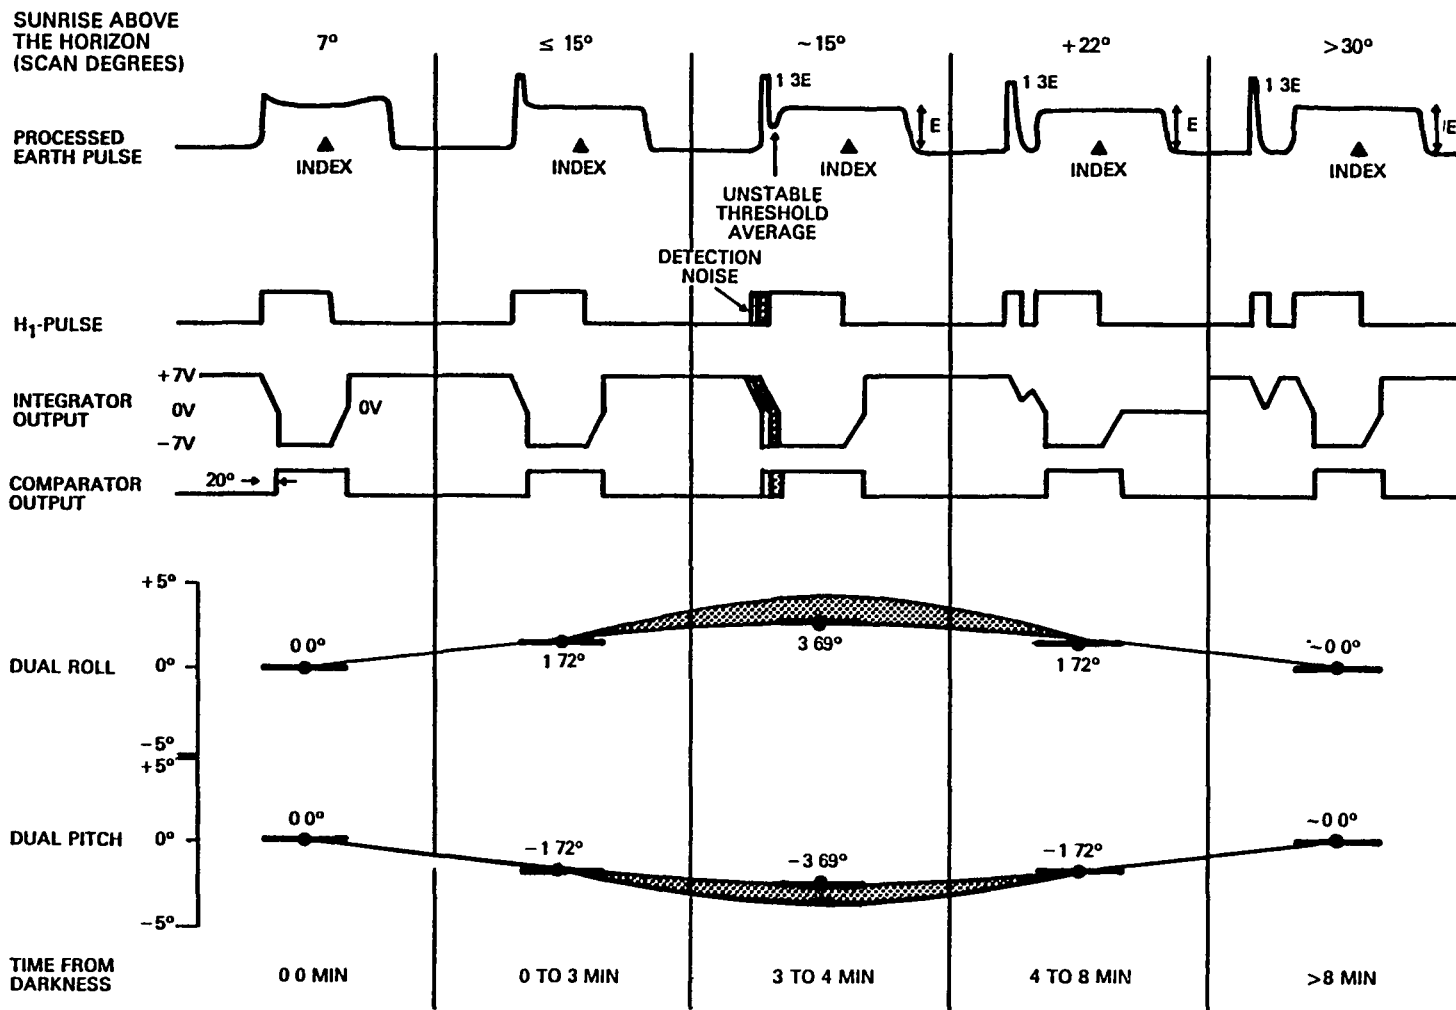 SUNRISE ABOVE
THE HORIZON
(SCAN DEGREES)
7° ≤ 15° ~15° +22° >30°
1 3E 1 3E 1 3E
PROCESSED
EARTH PULSE
E E E
INDEX INDEX INDEX INDEX INDEX
UNSTABLE
THRESHOLD
AVERAGE
DETECTION
NOISE
H1-PULSE
+7V
INTEGRATOR
OUTPUT
0V 0V
-7V
COMPARATOR
OUTPUT
20°
+5°
DUAL ROLL 0°
0 0° 1 72° 3 69° 1 72° ~0 0°
-5°
+5°
DUAL PITCH 0°
0 0° -1 72° -3 69° -1 72° ~0 0°
-5°
TIME FROM
DARKNESS
0 0 MIN 0 TO 3 MIN 3 TO 4 MIN 4 TO 8 MIN >8 MIN